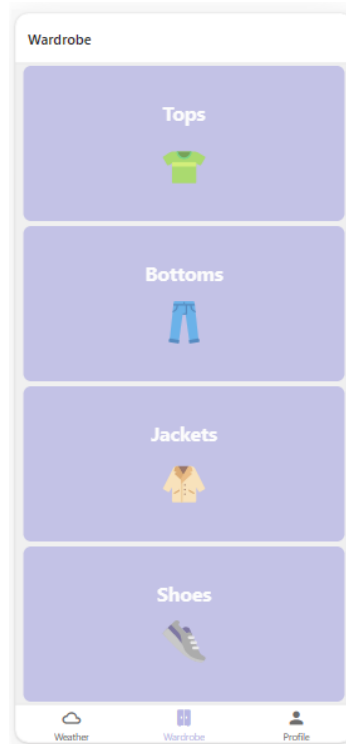 Wardrobe
Tops
Bottoms
Jackets
Shoes
Weather
Wardrobe
Profile